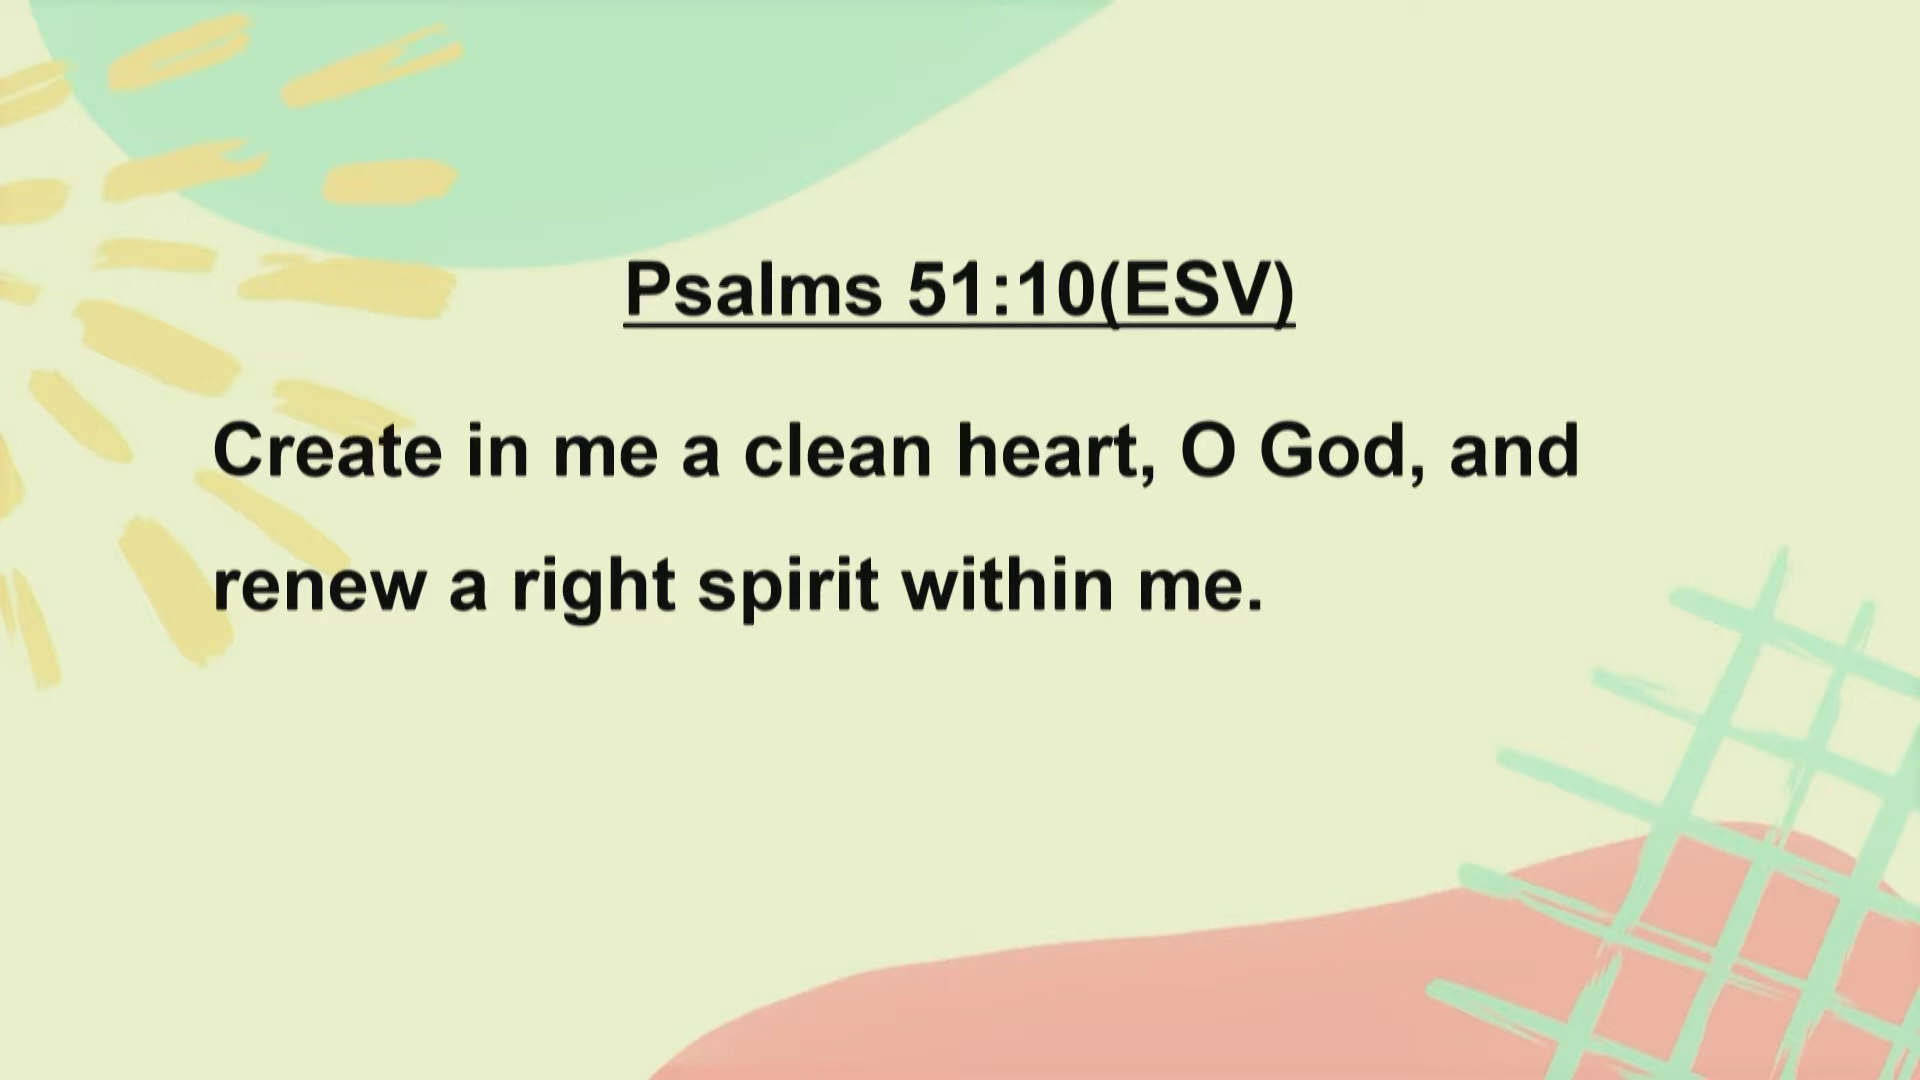 Psalms 51:10(ESV)
Create in me a clean heart, O God, and
renew a right spirit within me.